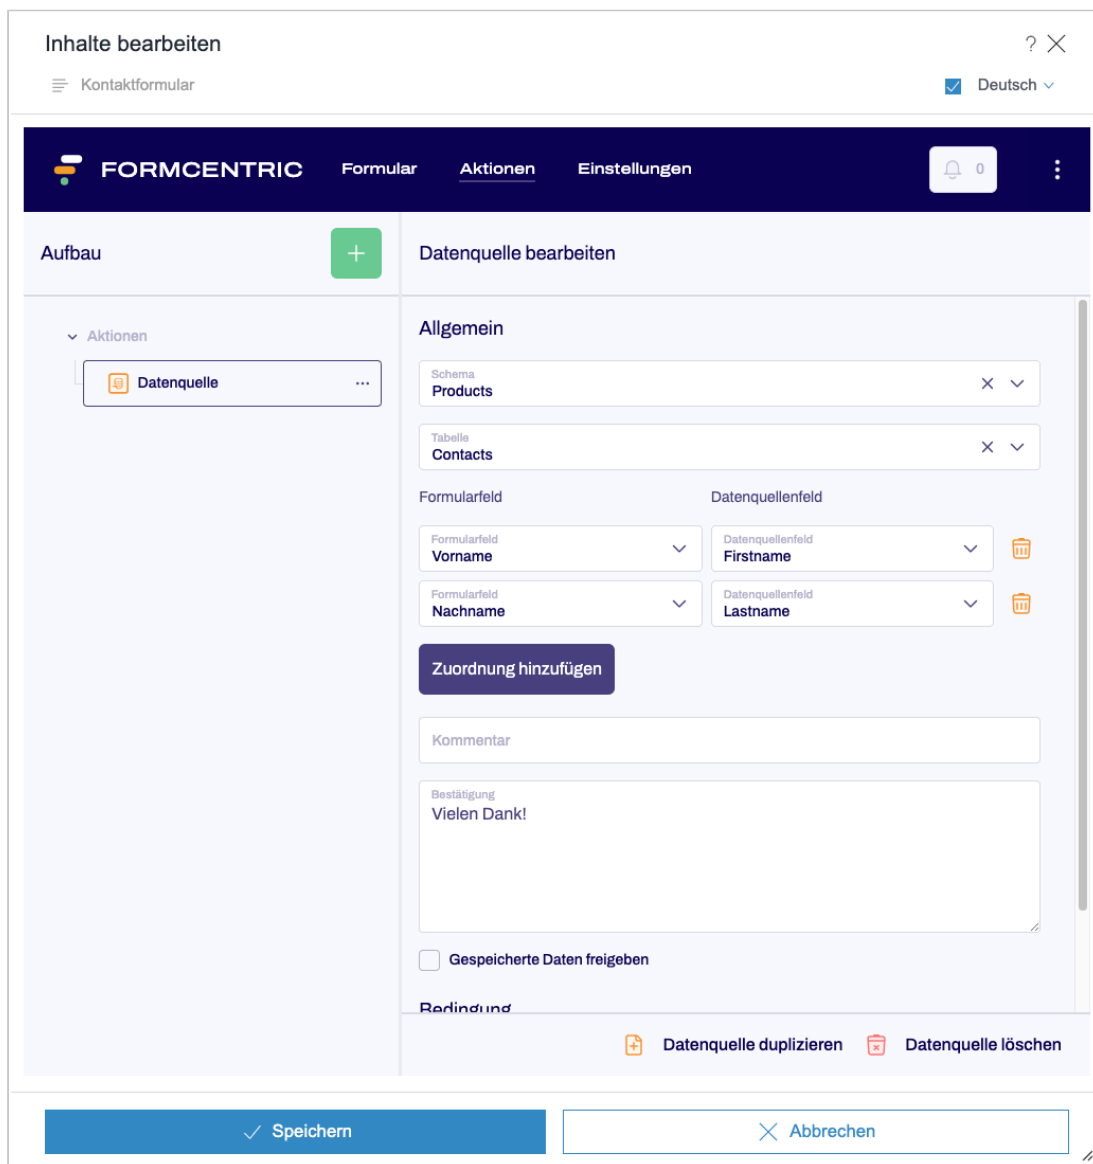 Inhalte bearbeiten
?
Kontaktformular
Deutsch
FORMCENTRIC
Formular
Aktionen
Einstellungen
0
Aufbau
+
Datenquelle bearbeiten
Aktionen
Datenquelle
...
Allgemein
Schema
Products
Tabelle
Contacts
Formularfeld
Datenquellenfeld
Formularfeld
Vorname
Datenquellenfeld
Firstname
Formularfeld
Nachname
Datenquellenfeld
Lastname
Zuordnung hinzufügen
Kommentar
Bestätigung
Vielen Dank!
Gespeicherte Daten freigeben
Bedingung
Datenquelle duplizieren
Datenquelle löschen
Speichern
Abbrechen